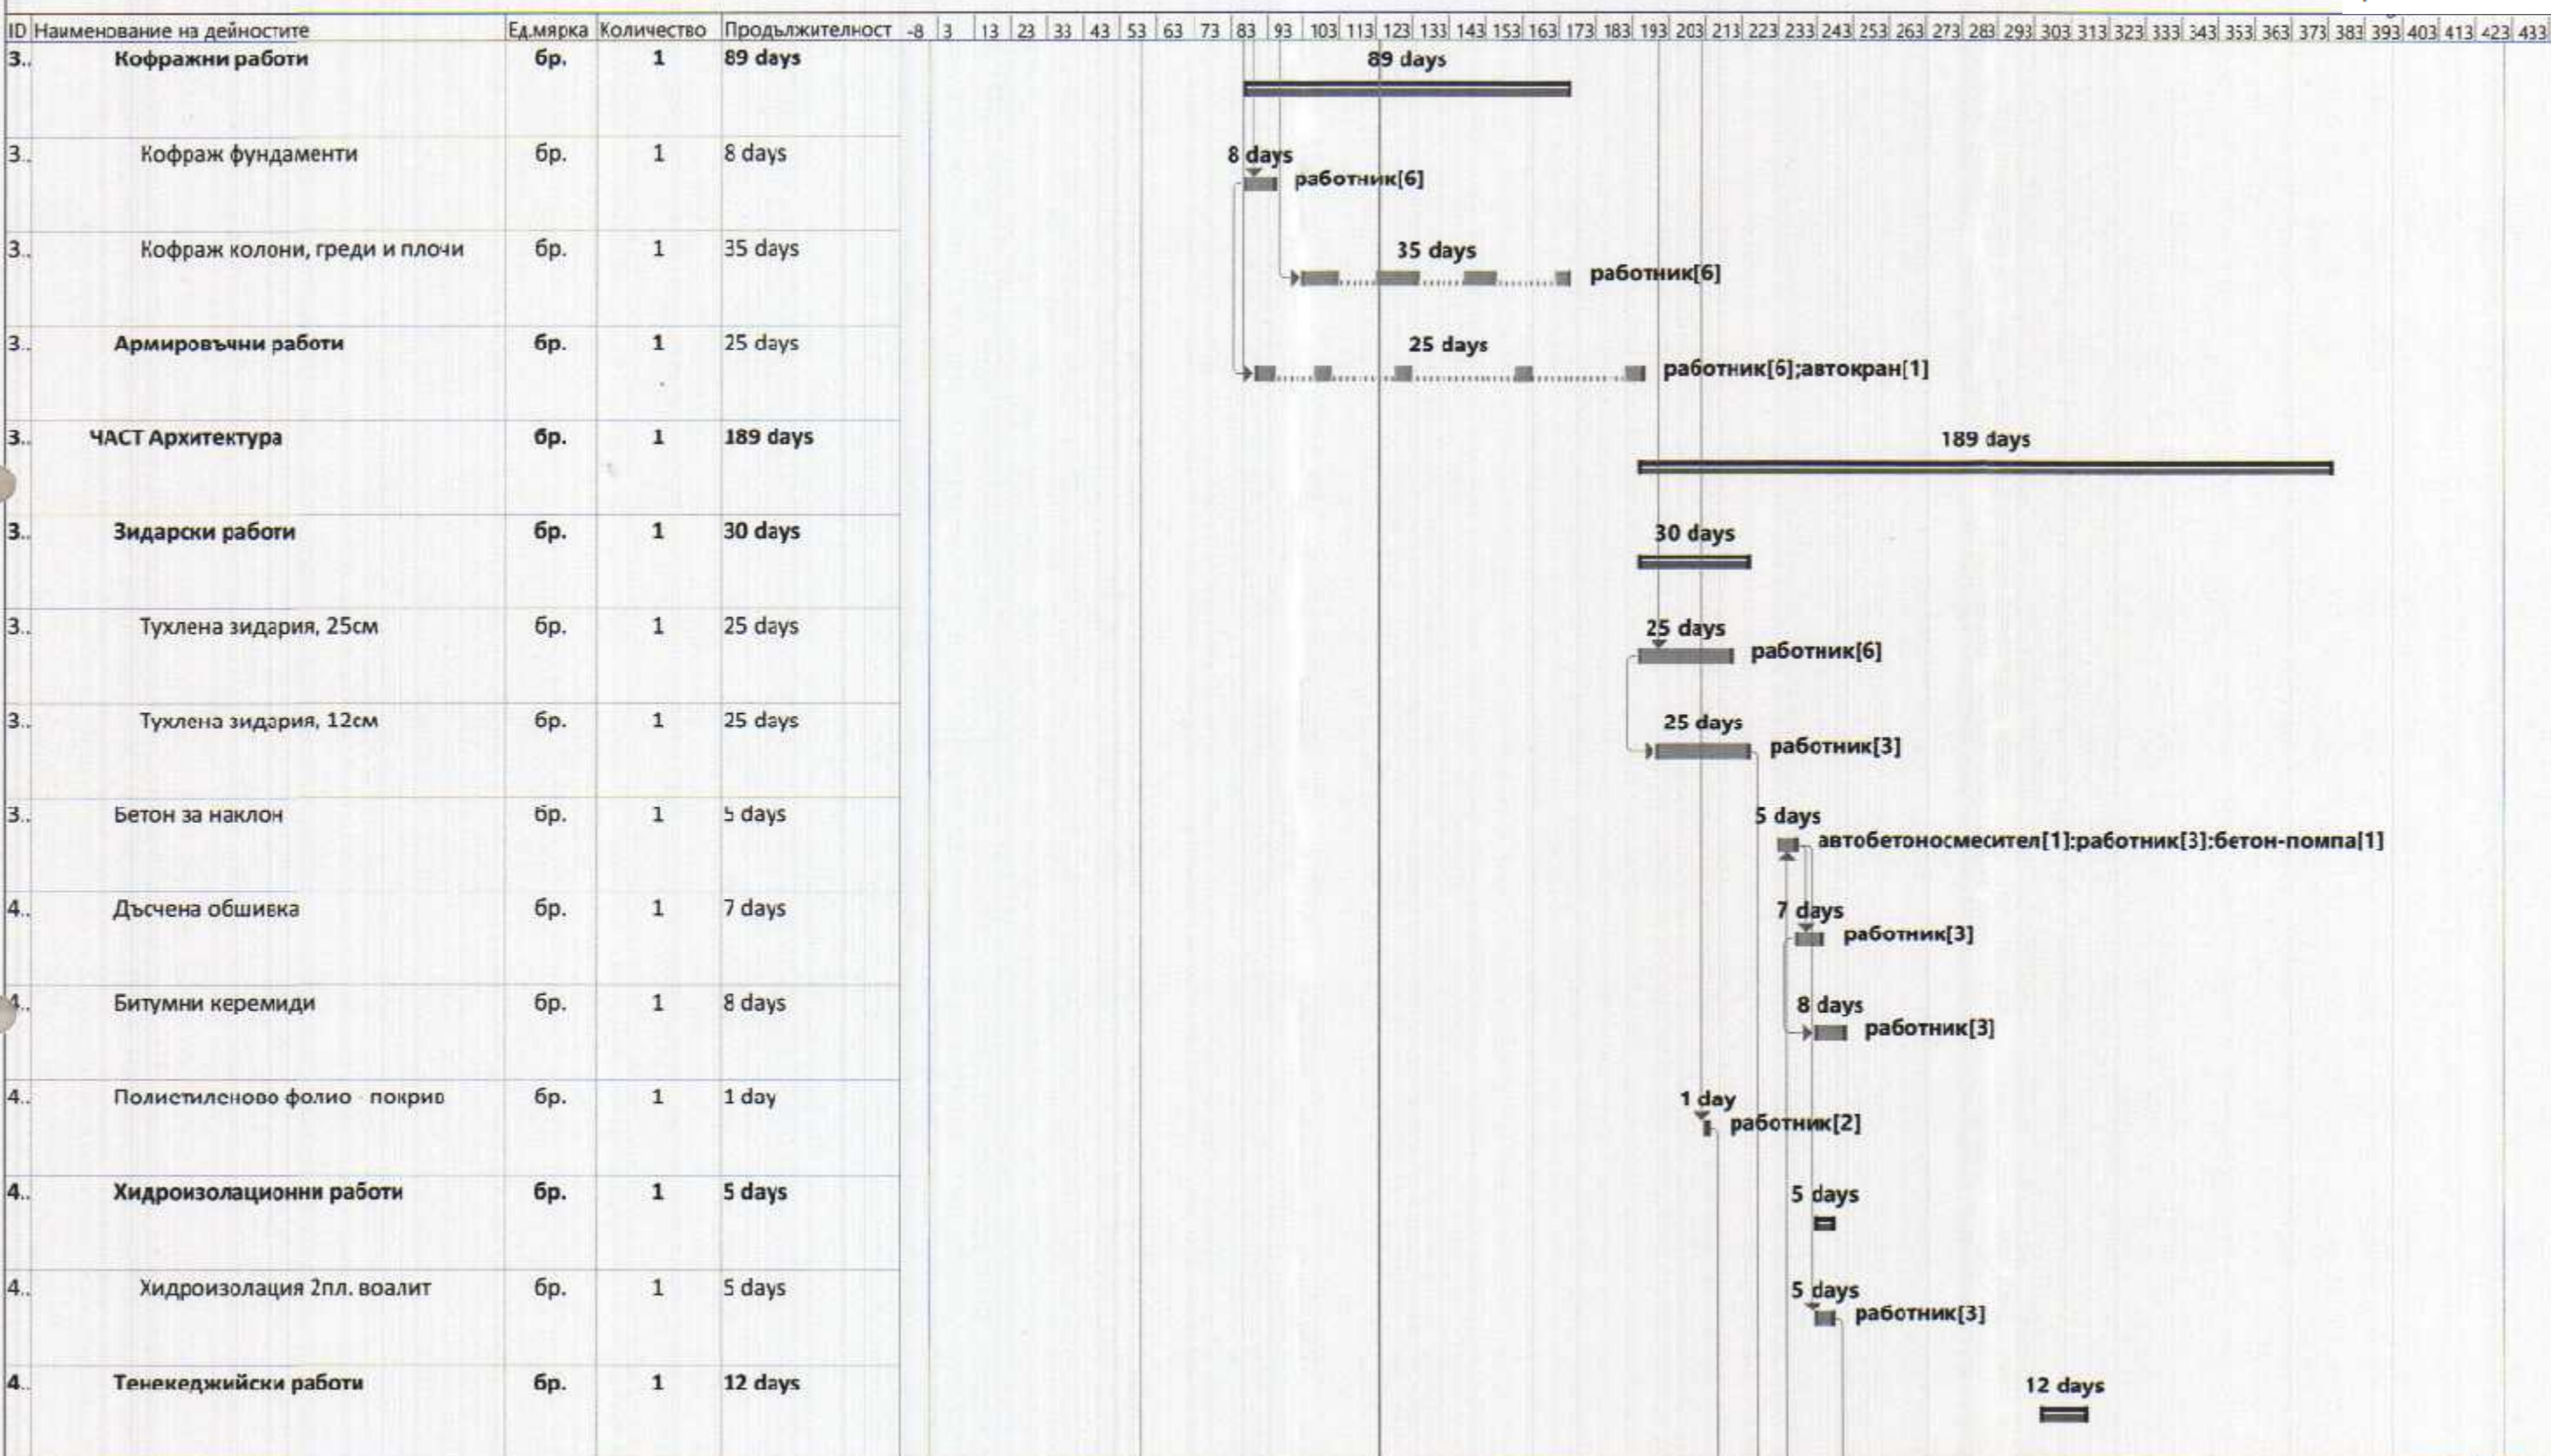 ID Наименование на дейностите Ед.мярка Количество Продължителност -8 3 13 23 33 43 53 63 73 83 93 103 113 123 133 143 153 163 173 183 193 203 213 223 233 243 253 263 273 283 293 303 313 323 333 343 353 363 373 383 393 403 413 423 433
3.. Кофражни работи бр. 1 89 days 89 days
3.. Кофраж фундаменти бр. 1 8 days 8 days
работник[6]
3.. Кофраж колони, греди и плочи бр. 1 35 days 35 days
работник[6]
3.. Армировъчни работи бр. 1 25 days 25 days
работник[6];автокран[1]
3.. ЧАСТ Архитектура бр. 1 189 days 189 days
3.. Зидарски работи бр. 1 30 days 30 days
3.. Тухлена зидария, 25см бр. 1 25 days 25 days
работник[6]
3.. Тухлена зидария, 12см бр. 1 25 days 25 days
работник[3]
3.. Бетон за наклон бр. 1 5 days 5 days
автобетоносмесител[1];работник[3];бетон-помпа[1]
4.. Дъсчена обшивка бр. 1 7 days 7 days
работник[3]
4.. Битумни керемиди бр. 1 8 days 8 days
работник[3]
4.. Полиетиленово фолио - покрив бр. 1 1 day 1 day
работник[2]
4.. Хидроизолационни работи бр. 1 5 days 5 days
4.. Хидроизолация 2пл. воалит бр. 1 5 days 5 days
работник[3]
4.. Тенекеджийски работи бр. 1 12 days 12 days